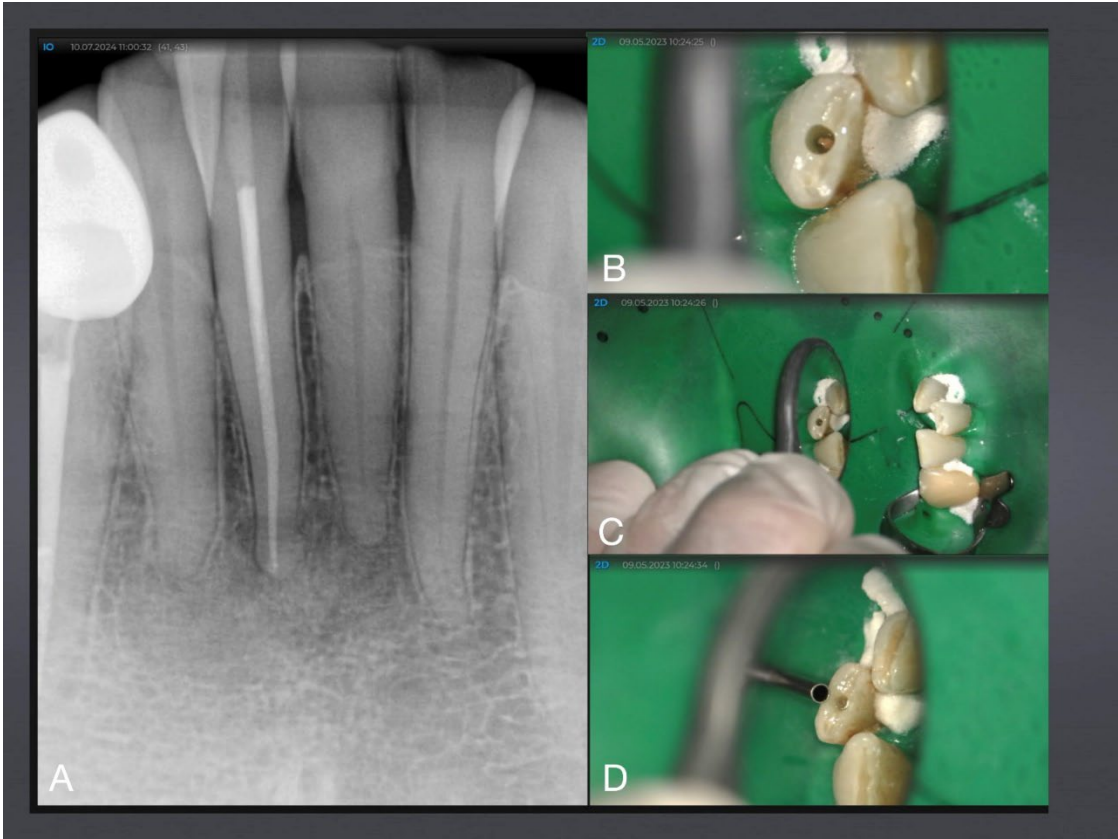 IO 10.07.2024 11:00:32 (41, 43)
A
2D 09.05.2023 10:24:25 ()
B
2D 09.05.2023 10:24:26 ()
C
2D 09.05.2023 10:24:34 ()
D